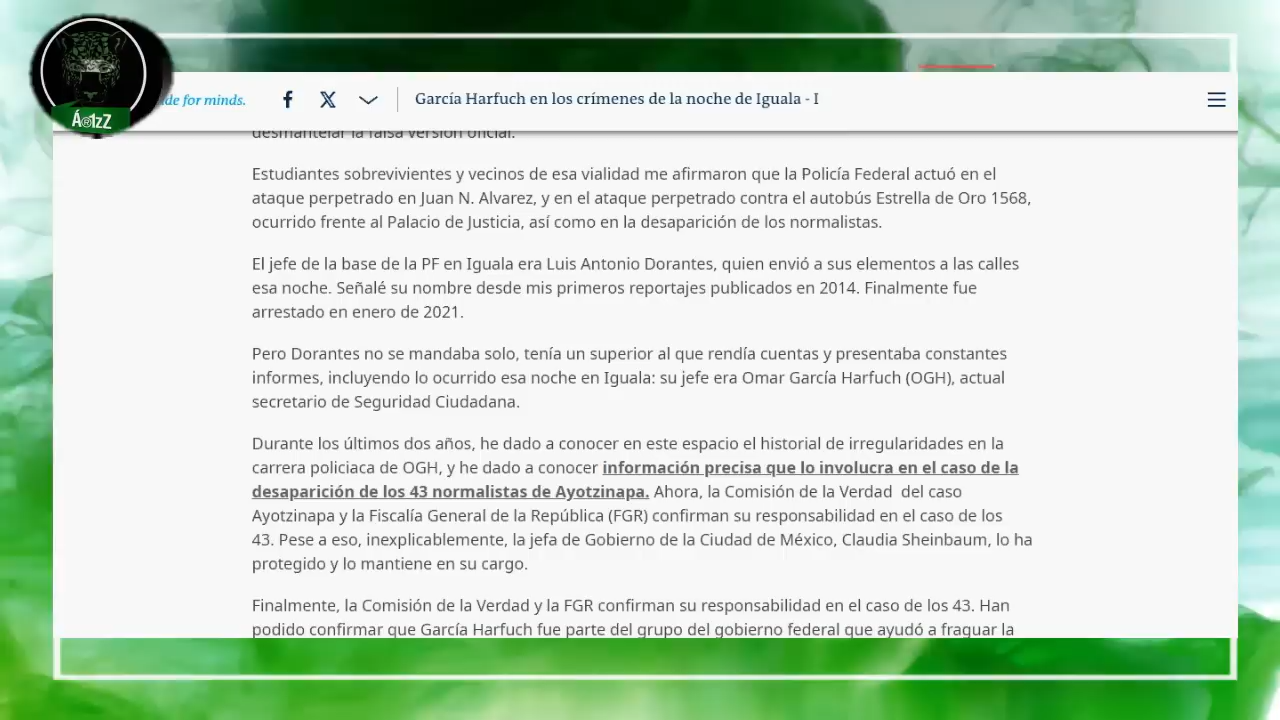 de for minds.
García Harfuch en los crímenes de la noche de Iguala - I
Á@1zZ
desmantelar la falsa versión oficial.
Estudiantes sobrevivientes y vecinos de esa vialidad me afirmaron que la Policía Federal actuó en el
ataque perpetrado en Juan N. Alvarez, y en el ataque perpetrado contra el autobús Estrella de Oro 1568,
ocurrido frente al Palacio de Justicia, así como en la desaparición de los normalistas.
El jefe de la base de la PF en Iguala era Luis Antonio Dorantes, quien envió a sus elementos a las calles
esa noche. Señalé su nombre desde mis primeros reportajes publicados en 2014. Finalmente fue
arrestado en enero de 2021.
Pero Dorantes no se mandaba solo, tenía un superior al que rendía cuentas y presentaba constantes
informes, incluyendo lo ocurrido esa noche en Iguala: su jefe era Omar García Harfuch (OGH), actual
secretario de Seguridad Ciudadana.
Durante los últimos dos años, he dado a conocer en este espacio el historial de irregularidades en la
carrera policiaca de OGH, y he dado a conocer información precisa que lo involucra en el caso de la
desaparición de los 43 normalistas de Ayotzinapa. Ahora, la Comisión de la Verdad  del caso
Ayotzinapa y la Fiscalía General de la República (FGR) confirman su responsabilidad en el caso de los
43. Pese a eso, inexplicablemente, la jefa de Gobierno de la Ciudad de México, Claudia Sheinbaum, lo ha
protegido y lo mantiene en su cargo.
Finalmente, la Comisión de la Verdad y la FGR confirman su responsabilidad en el caso de los 43. Han
podido confirmar que García Harfuch fue parte del grupo del gobierno federal que ayudó a fraguar la